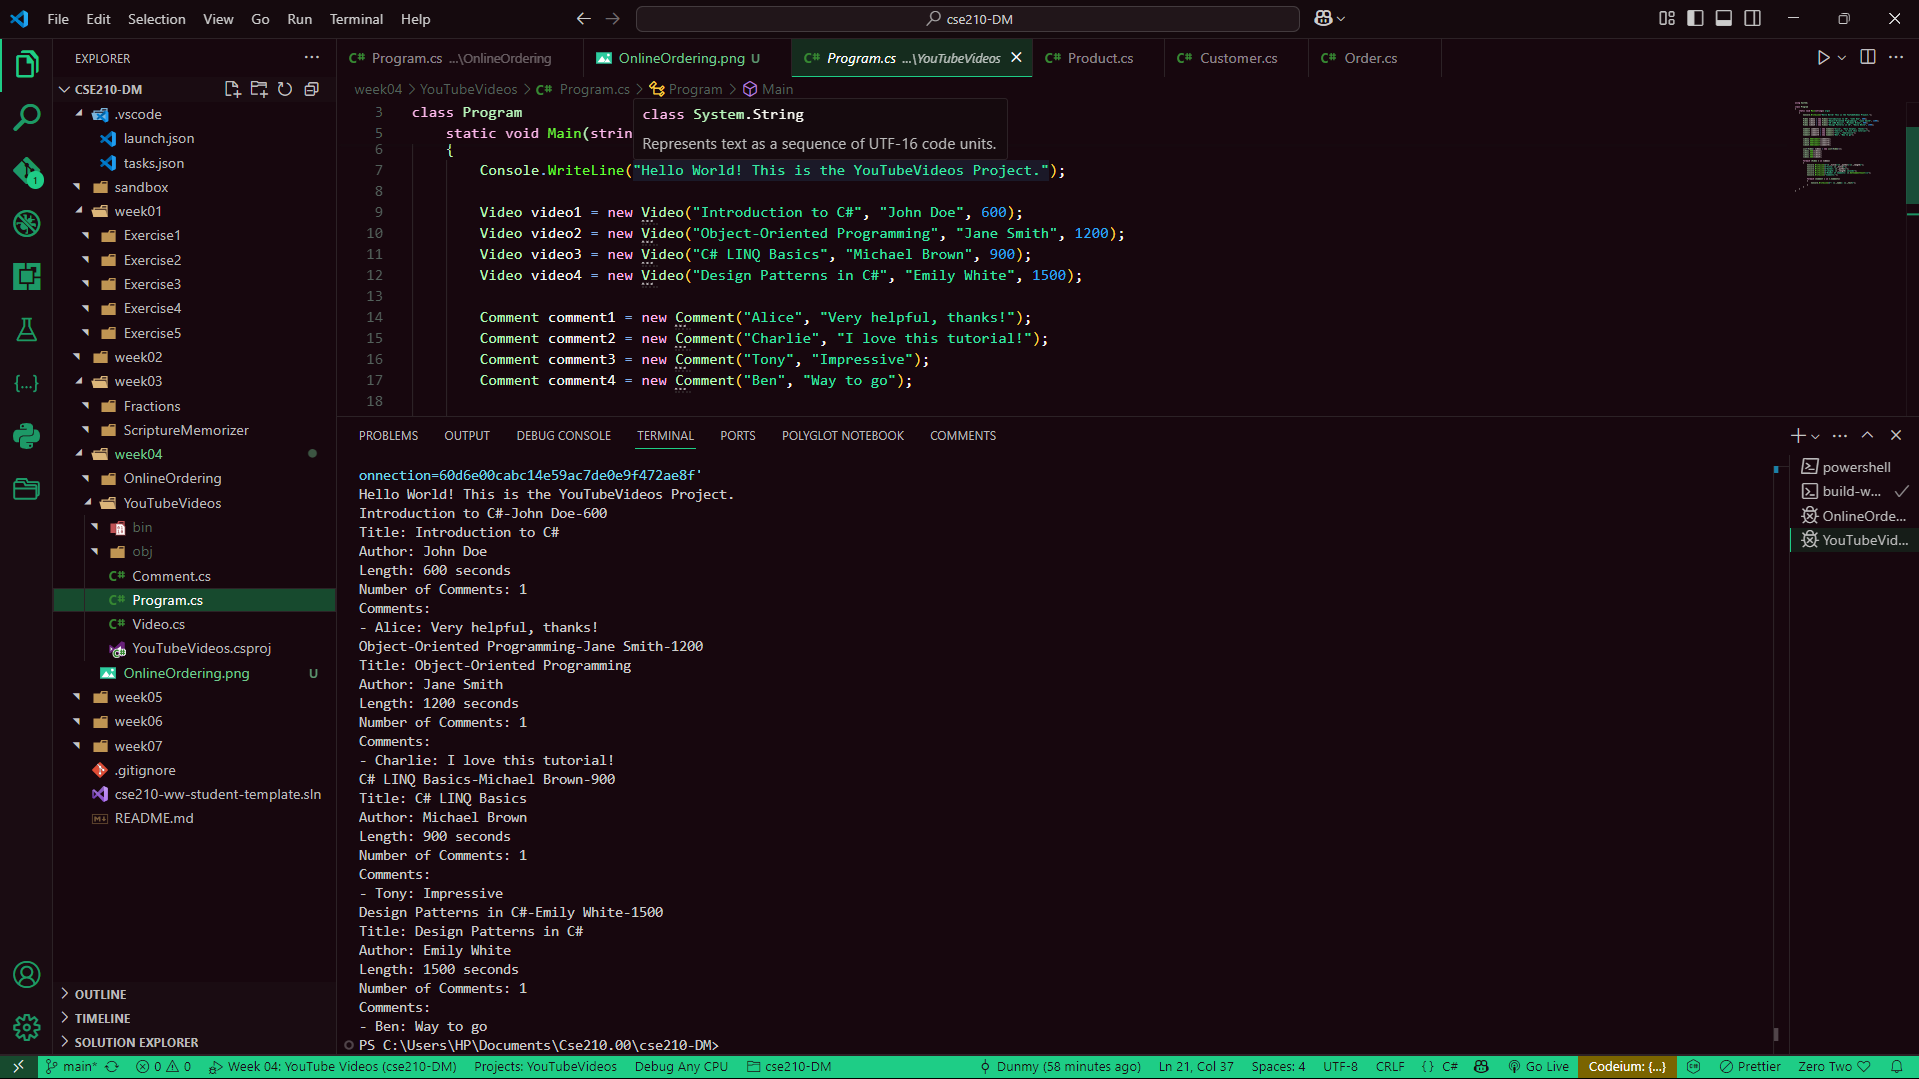 File Edit Selection View Go Run Terminal Help
cse210-DM
EXPLORER
CSE210-DM
.vscode
launch.json
tasks.json
sandbox
week01
Exercise1
Exercise2
Exercise3
Exercise4
Exercise5
week02
week03
Fractions
ScriptureMemorizer
week04
OnlineOrdering
YouTubeVideos
bin
obj
C# Comment.cs
C# Program.cs
C# Video.cs
YouTubeVideos.csproj
OnlineOrdering.png U
week05
week06
week07
.gitignore
cse210-ww-student-template.sln
README.md
OUTLINE
TIMELINE
SOLUTION EXPLORER
C# Program.cs ...\OnlineOrdering
OnlineOrdering.png U
C# Program.cs ...\YouTubeVideos
C# Product.cs
C# Customer.cs
C# Order.cs
week04 > YouTubeVideos > C# Program.cs > Program > Main
class System.String
Represents text as a sequence of UTF-16 code units.
3 class Program
5 static void Main(strin
6 {
7 Console.WriteLine("Hello World! This is the YouTubeVideos Project.");
8
9 Video video1 = new Video("Introduction to C#", "John Doe", 600);
10 Video video2 = new Video("Object-Oriented Programming", "Jane Smith", 1200);
11 Video video3 = new Video("C# LINQ Basics", "Michael Brown", 900);
12 Video video4 = new Video("Design Patterns in C#", "Emily White", 1500);
13
14 Comment comment1 = new Comment("Alice", "Very helpful, thanks!");
15 Comment comment2 = new Comment("Charlie", "I love this tutorial!");
16 Comment comment3 = new Comment("Tony", "Impressive");
17 Comment comment4 = new Comment("Ben", "Way to go");
18
PROBLEMS OUTPUT DEBUG CONSOLE TERMINAL PORTS POLYGLOT NOTEBOOK COMMENTS
onnection=60d6e00cabc14e59ac7de0e9f472ae8f'
Hello World! This is the YouTubeVideos Project.
Introduction to C#-John Doe-600
Title: Introduction to C#
Author: John Doe
Length: 600 seconds
Number of Comments: 1
Comments:
- Alice: Very helpful, thanks!
Object-Oriented Programming-Jane Smith-1200
Title: Object-Oriented Programming
Author: Jane Smith
Length: 1200 seconds
Number of Comments: 1
Comments:
- Charlie: I love this tutorial!
C# LINQ Basics-Michael Brown-900
Title: C# LINQ Basics
Author: Michael Brown
Length: 900 seconds
Number of Comments: 1
Comments:
- Tony: Impressive
Design Patterns in C#-Emily White-1500
Title: Design Patterns in C#
Author: Emily White
Length: 1500 seconds
Number of Comments: 1
Comments:
- Ben: Way to go
PS C:\Users\HP\Documents\Cse210.00\cse210-DM>
powershell
build-w...
OnlineOrde...
YouTubeVid...
main* 0 0 Week 04: YouTube Videos (cse210-DM) Projects: YouTubeVideos Debug Any CPU cse210-DM Dunmy (58 minutes ago) Ln 21, Col 37 Spaces: 4 UTF-8 CRLF {} C# Go Live Codeium: {...} Prettier Zero Two